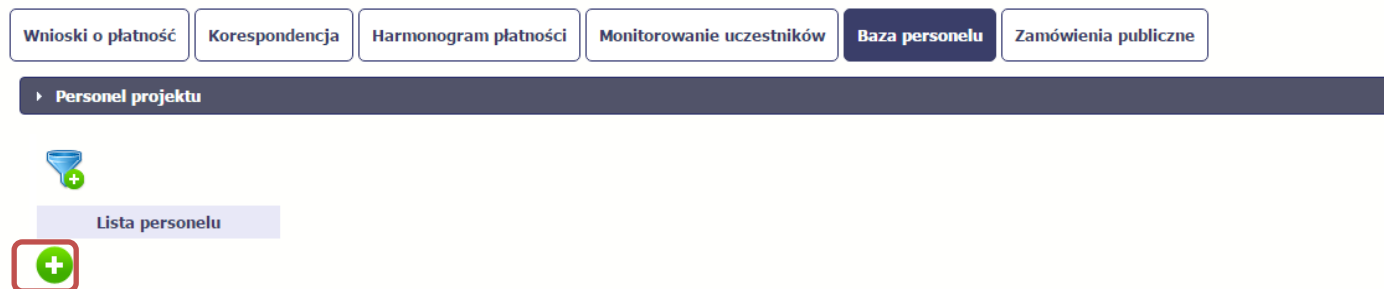 Wnioski o płatność Korespondencja Harmonogram płatności Monitorowanie uczestników Baza personelu Zamówienia publiczne
Personel projektu
Lista personelu